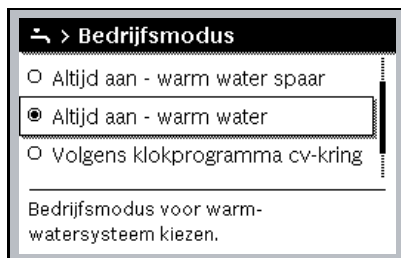 > Bedrijfsmodus
Altijd aan - warm water spaar
Altijd aan - warm water
Volgens klokprogramma cv-kring
Bedrijfsmodus voor warm-
watersysteem kiezen.